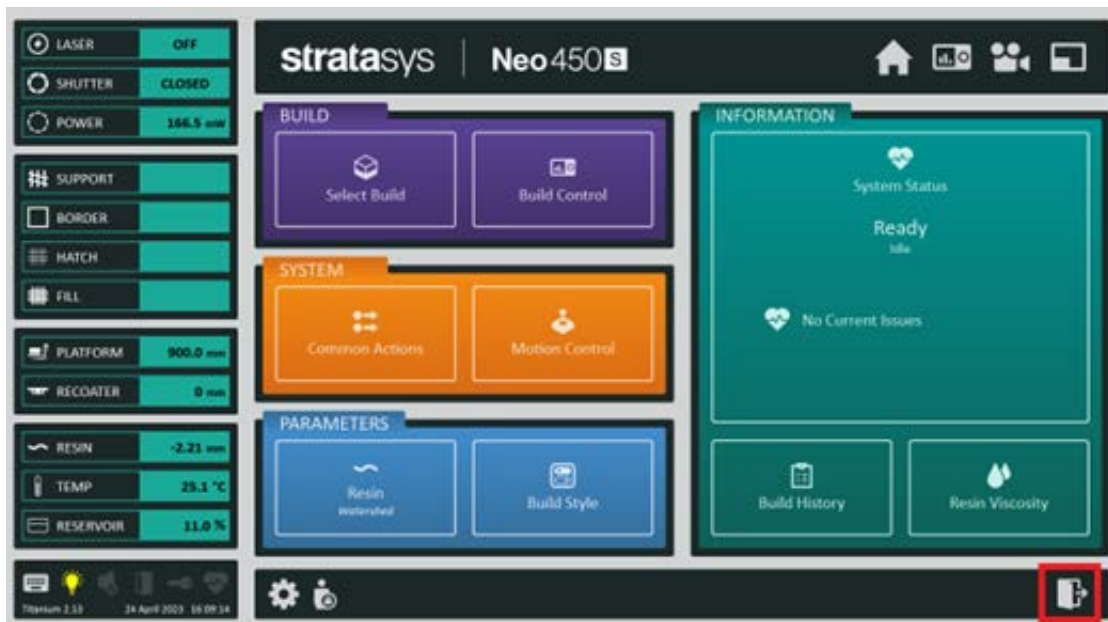 LASER OFF
SHUTTER CLOSED
POWER 166.5 mW
SUPPORT
BORDER
HATCH
FILL
PLATFORM 900.0 mm
RECOATER 0 mm
RESIN -2.21 mm
TEMP 25.1 °C
RESERVOIR 11.0 %
Titanium 2.13 24 April 2023 16:09:14
stratasys Neo450S
BUILD
Select Build
Build Control
SYSTEM
Common Actions
Motion Control
PARAMETERS
Resin
Watershed
Build Style
INFORMATION
System Status
Ready
Idle
No Current Issues
Build History
Resin Viscosity